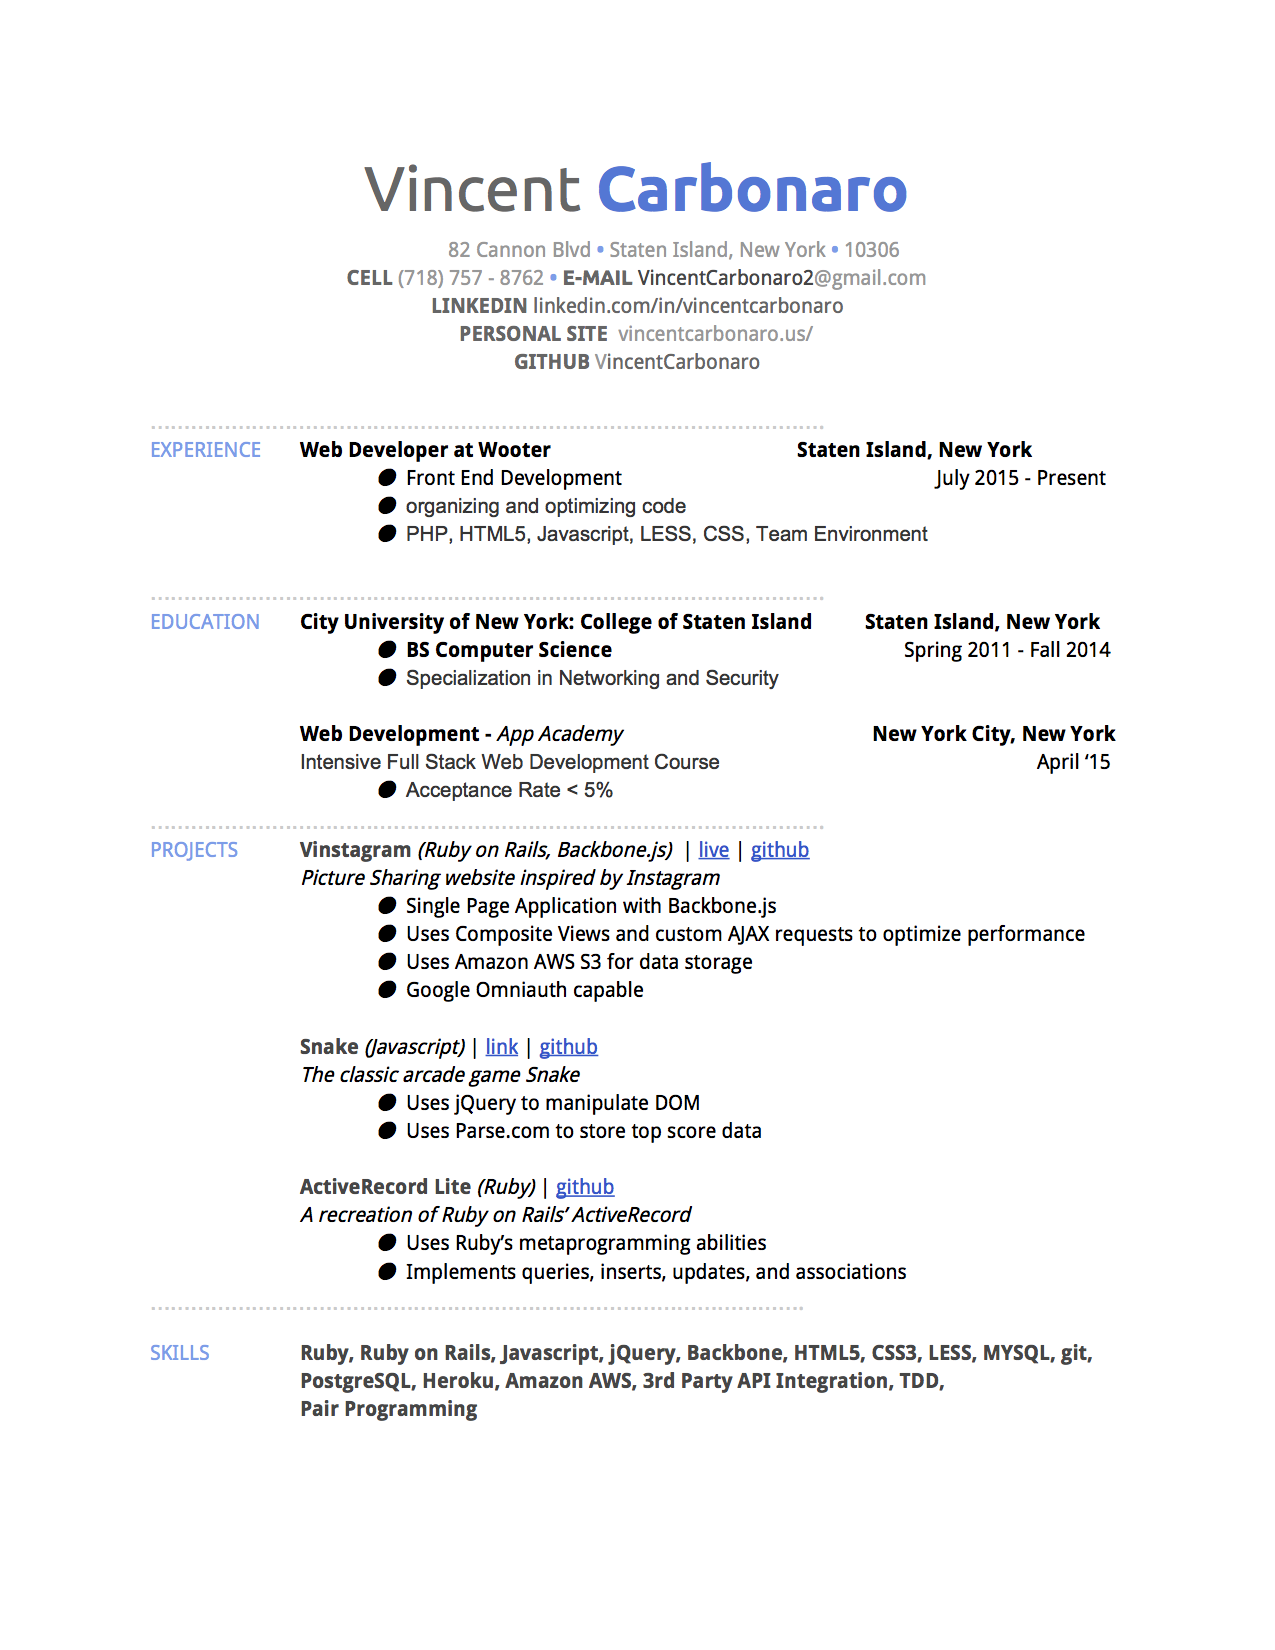 Vincent Carbonaro
82 Cannon Blvd • Staten Island, New York • 10306
CELL (718) 757 - 8762 • E-MAIL VincentCarbonaro2@gmail.com
LINKEDIN linkedin.com/in/vincentcarbonaro
PERSONAL SITE vincentcarbonaro.us/
GITHUB VincentCarbonaro
EXPERIENCE Web Developer at Wooter Staten Island, New York
● Front End Development July 2015 - Present
● organizing and optimizing code
● PHP, HTML5, Javascript, LESS, CSS, Team Environment
EDUCATION City University of New York: College of Staten Island Staten Island, New York
● BS Computer Science Spring 2011 - Fall 2014
● Specialization in Networking and Security
Web Development - App Academy New York City, New York
Intensive Full Stack Web Development Course April ‘15
● Acceptance Rate < 5%
PROJECTS Vinstagram (Ruby on Rails, Backbone.js) | live | github
Picture Sharing website inspired by Instagram
● Single Page Application with Backbone.js
● Uses Composite Views and custom AJAX requests to optimize performance
● Uses Amazon AWS S3 for data storage
● Google Omniauth capable
Snake (Javascript) | link | github
The classic arcade game Snake
● Uses jQuery to manipulate DOM
● Uses Parse.com to store top score data
ActiveRecord Lite (Ruby) | github
A recreation of Ruby on Rails’ ActiveRecord
● Uses Ruby’s metaprogramming abilities
● Implements queries, inserts, updates, and associations
SKILLS Ruby, Ruby on Rails, Javascript, jQuery, Backbone, HTML5, CSS3, LESS, MYSQL, git,
PostgreSQL, Heroku, Amazon AWS, 3rd Party API Integration, TDD,
Pair Programming